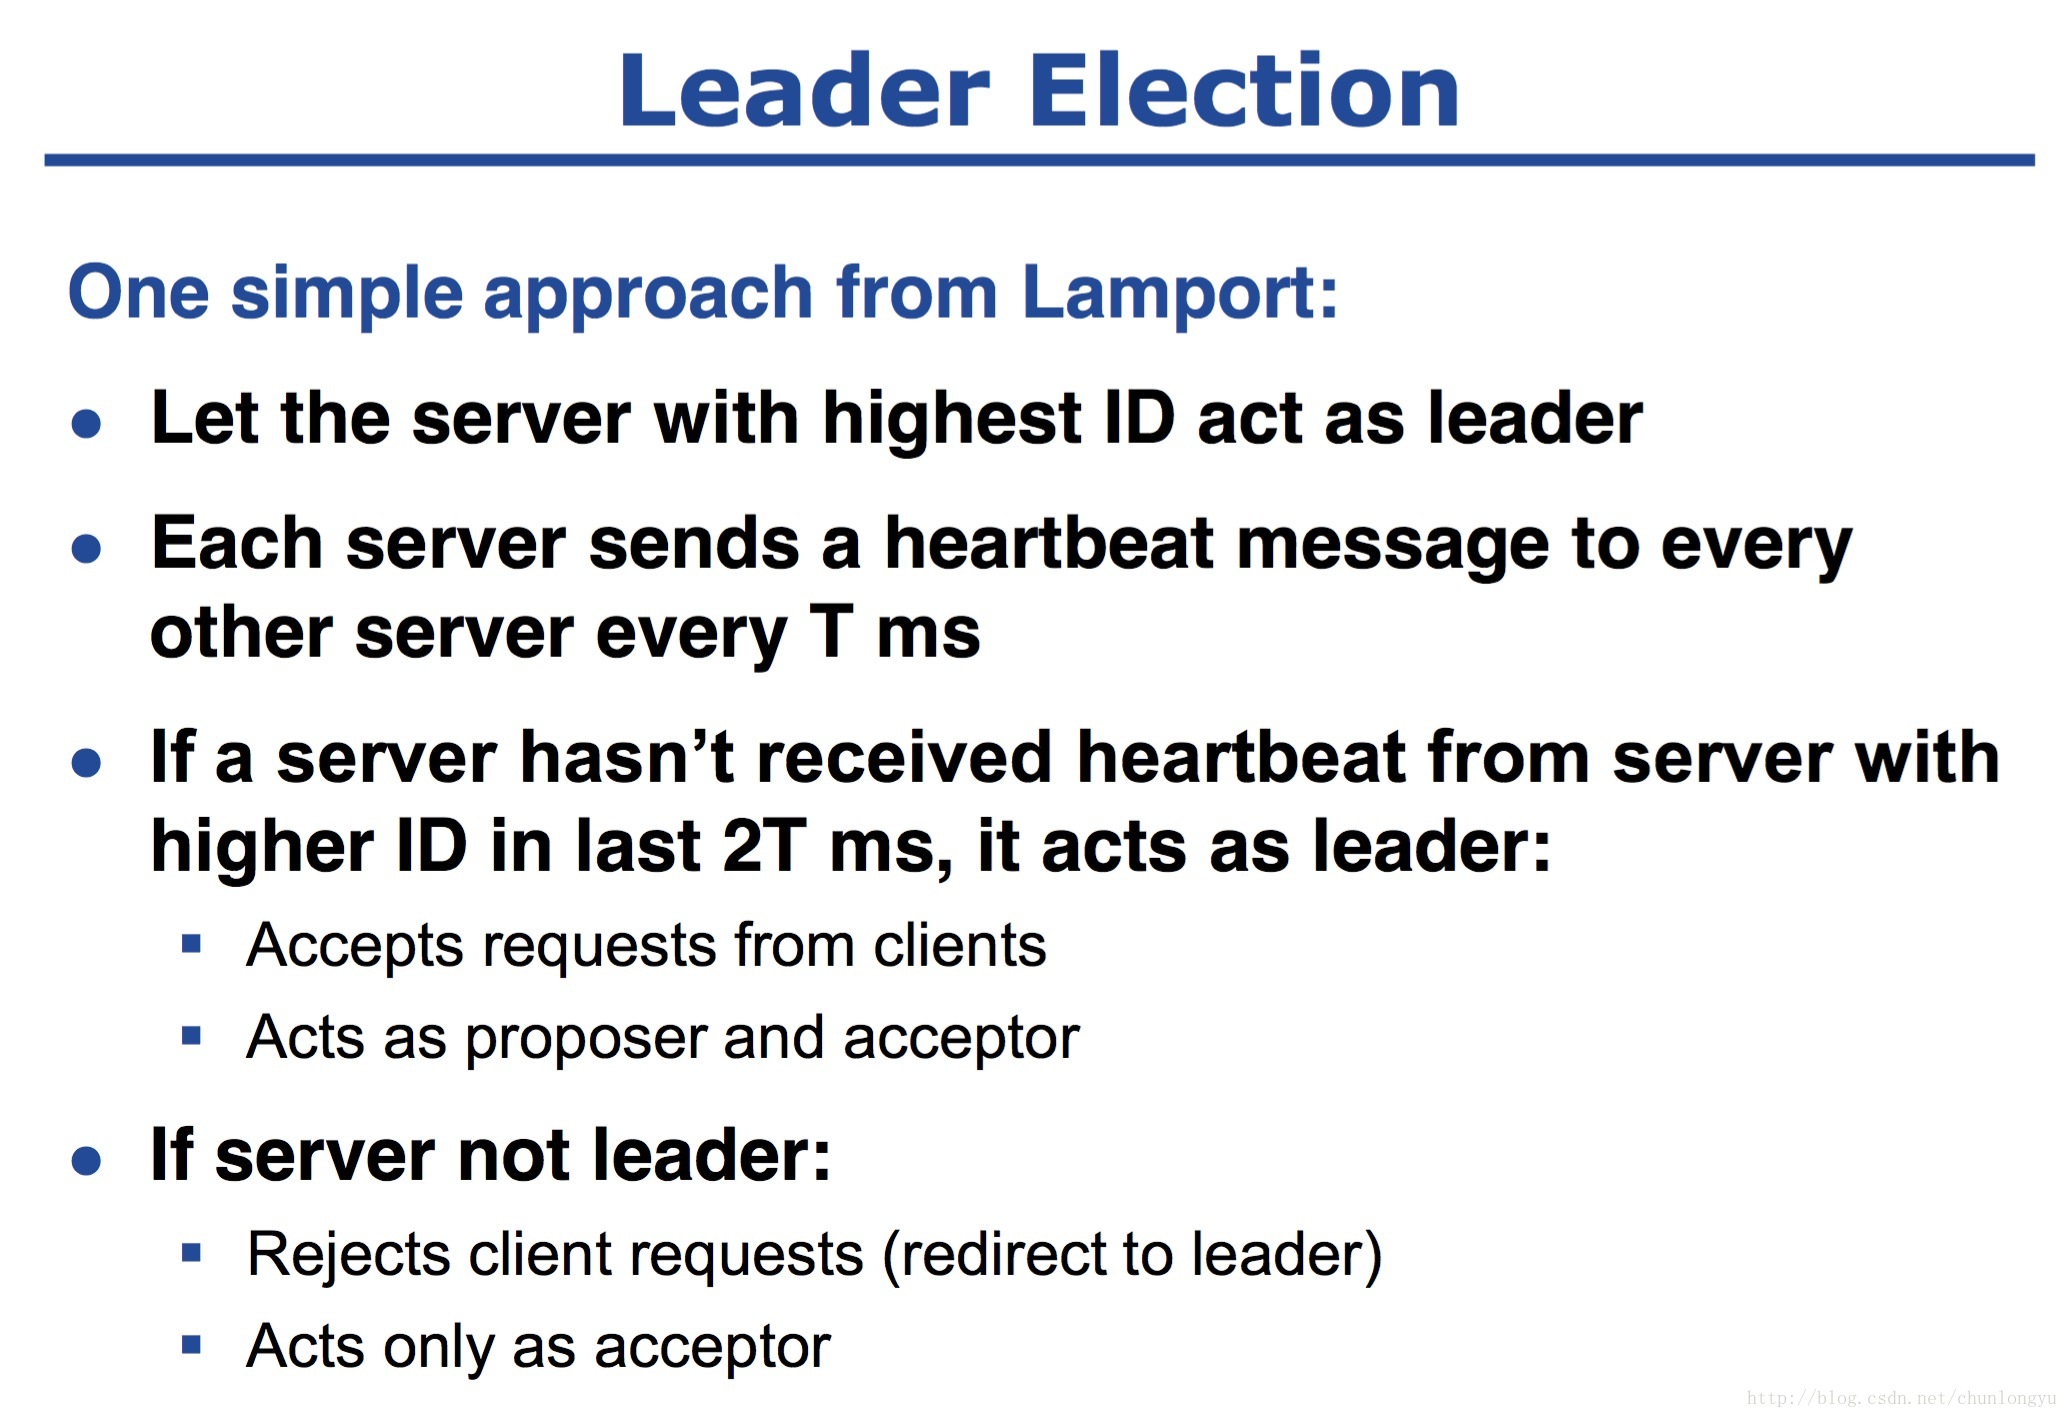 Leader Election
One simple approach from Lamport:
● Let the server with highest ID act as leader
● Each server sends a heartbeat message to every
other server every T ms
● If a server hasn’t received heartbeat from server with
higher ID in last 2T ms, it acts as leader:
▪ Accepts requests from clients
▪ Acts as proposer and acceptor
● If server not leader:
▪ Rejects client requests (redirect to leader)
▪ Acts only as acceptor
http://blog.csdn.net/chunlongyu